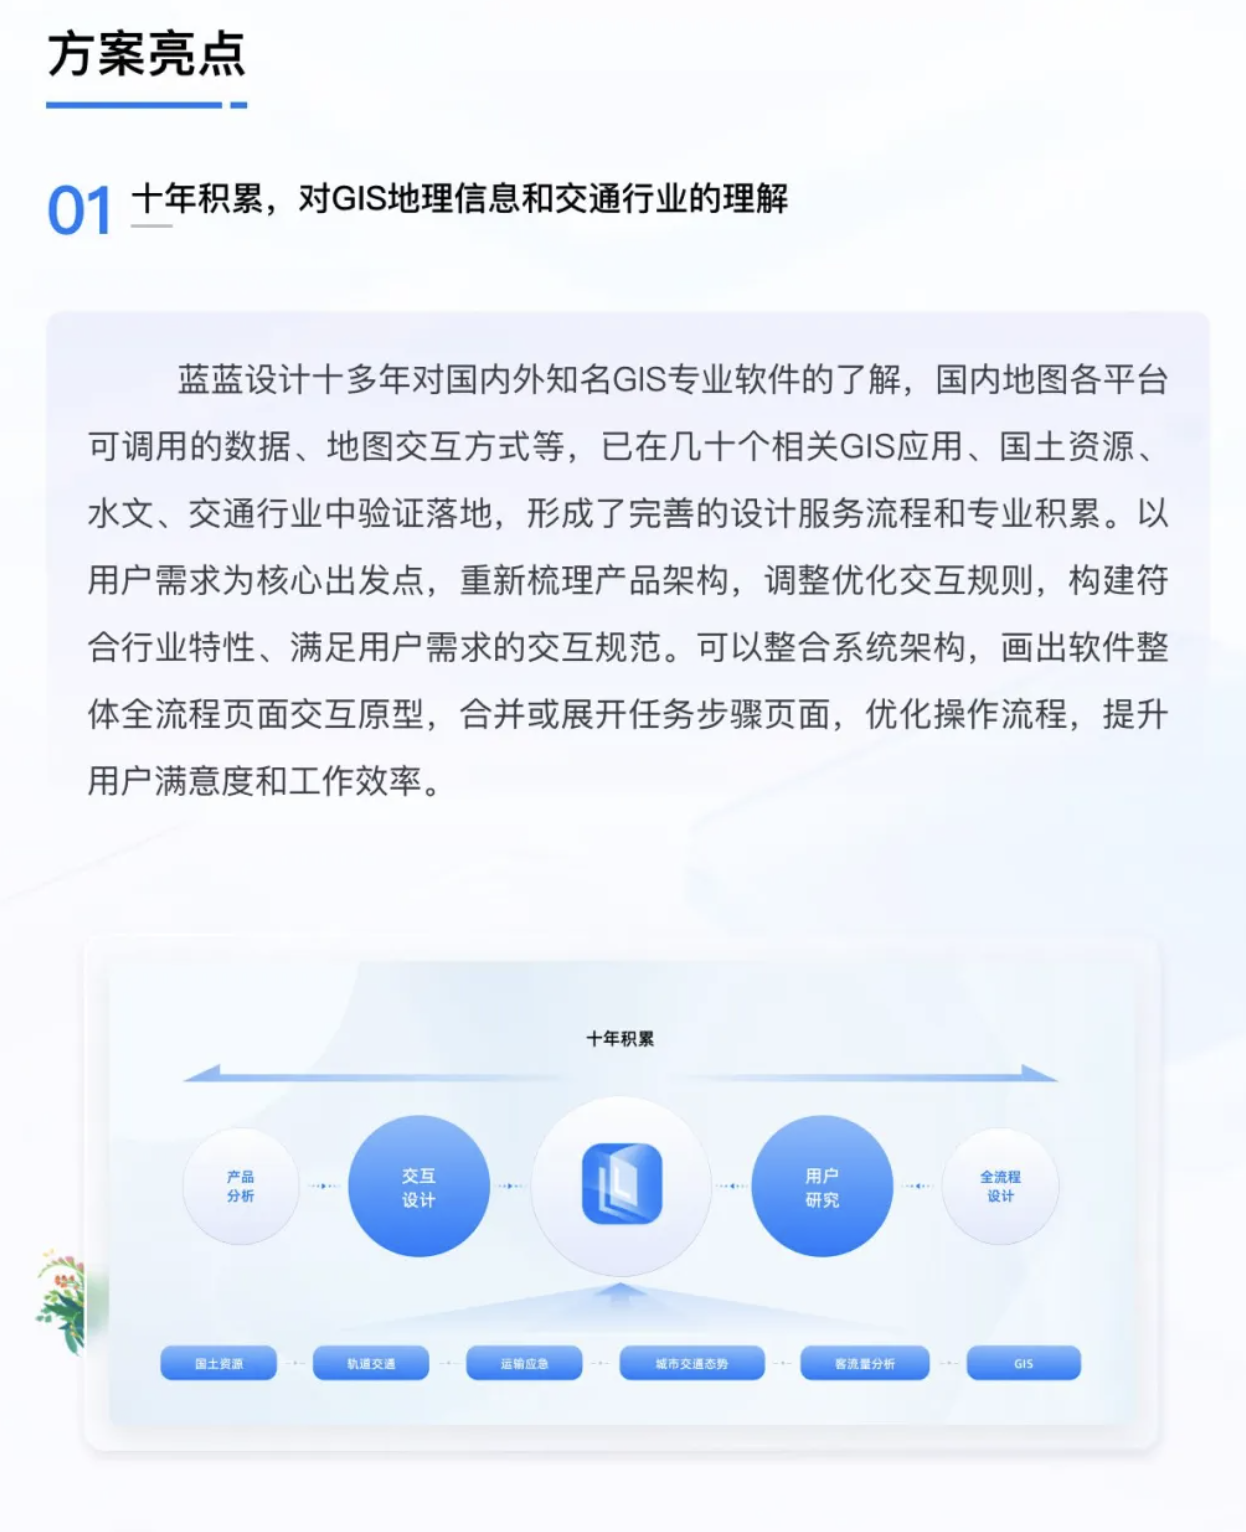 方案亮点
01 十年积累，对GIS地理信息和交通行业的理解
蓝蓝设计十多年对国内外知名GIS专业软件的了解，国内地图各平台
可调用的数据、地图交互方式等，已在几十个相关GIS应用、国土资源、
水文、交通行业中验证落地，形成了完善的设计服务流程和专业积累。以
用户需求为核心出发点，重新梳理产品架构，调整优化交互规则，构建符
合行业特性、满足用户需求的交互规范。可以整合系统架构，画出软件整
体全流程页面交互原型，合并或展开任务步骤页面，优化操作流程，提升
用户满意度和工作效率。
十年积累
产品
分析
交互
设计
用户
研究
全流程
设计
国土资源
轨道交通
运输应急
城市交通态势
客流量分析
GIS